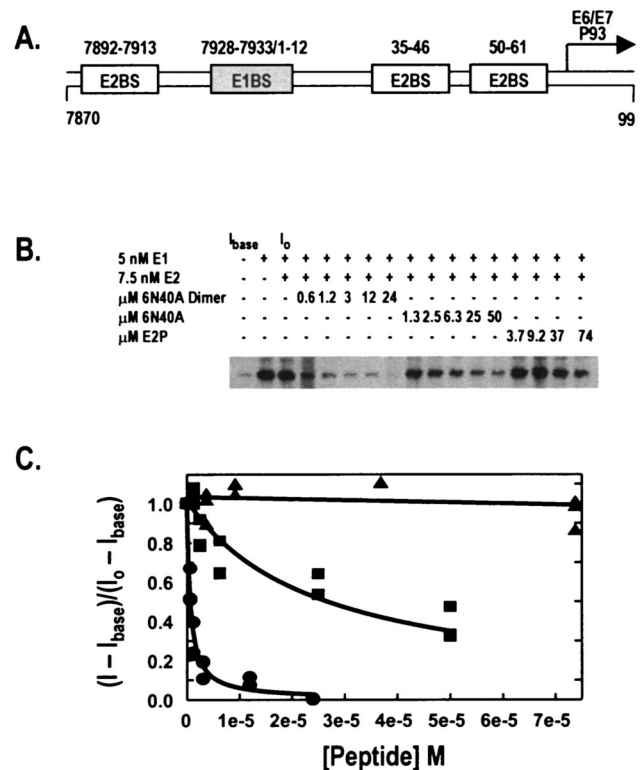 A.
E6/E7
P93
7892-7913 7928-7933/1-12 35-46 50-61
E2BS E1BS E2BS E2BS
7870 99
B.
Ibase Io
5 nM E1 - + + + + + + + + + + + + + + + +
7.5 nM E2 - - + + + + + + + + + + + + + + +
μM 6N40A Dimer - - - 0.6 1.2 3 12 24 - - - - - - - - -
μM 6N40A - - - - - - - - 1.3 2.5 6.3 25 50 - - - -
μM E2P - - - - - - - - - - - - - 3.7 9.2 37 74
C.
(I – Ibase)/(Io – Ibase)
1.0
0.8
0.6
0.4
0.2
0.0
0 1e-5 2e-5 3e-5 4e-5 5e-5 6e-5 7e-5
[Peptide] M